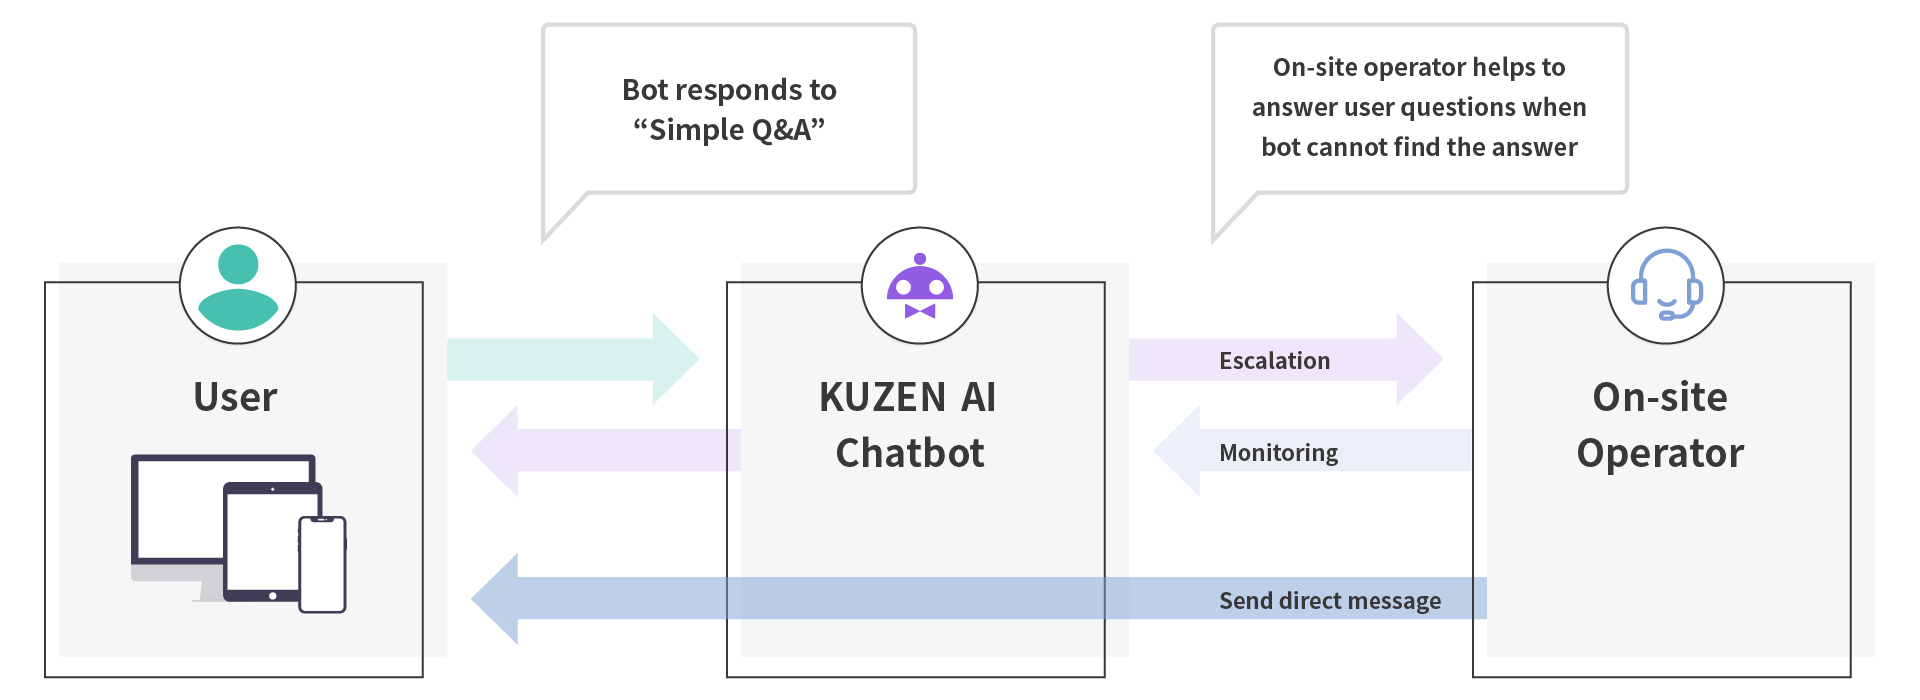 Bot responds to
“Simple Q&A”
On-site operator helps to
answer user questions when
bot cannot find the answer
User
KUZEN AI
Chatbot
Escalation
Monitoring
Send direct message
On-site
Operator